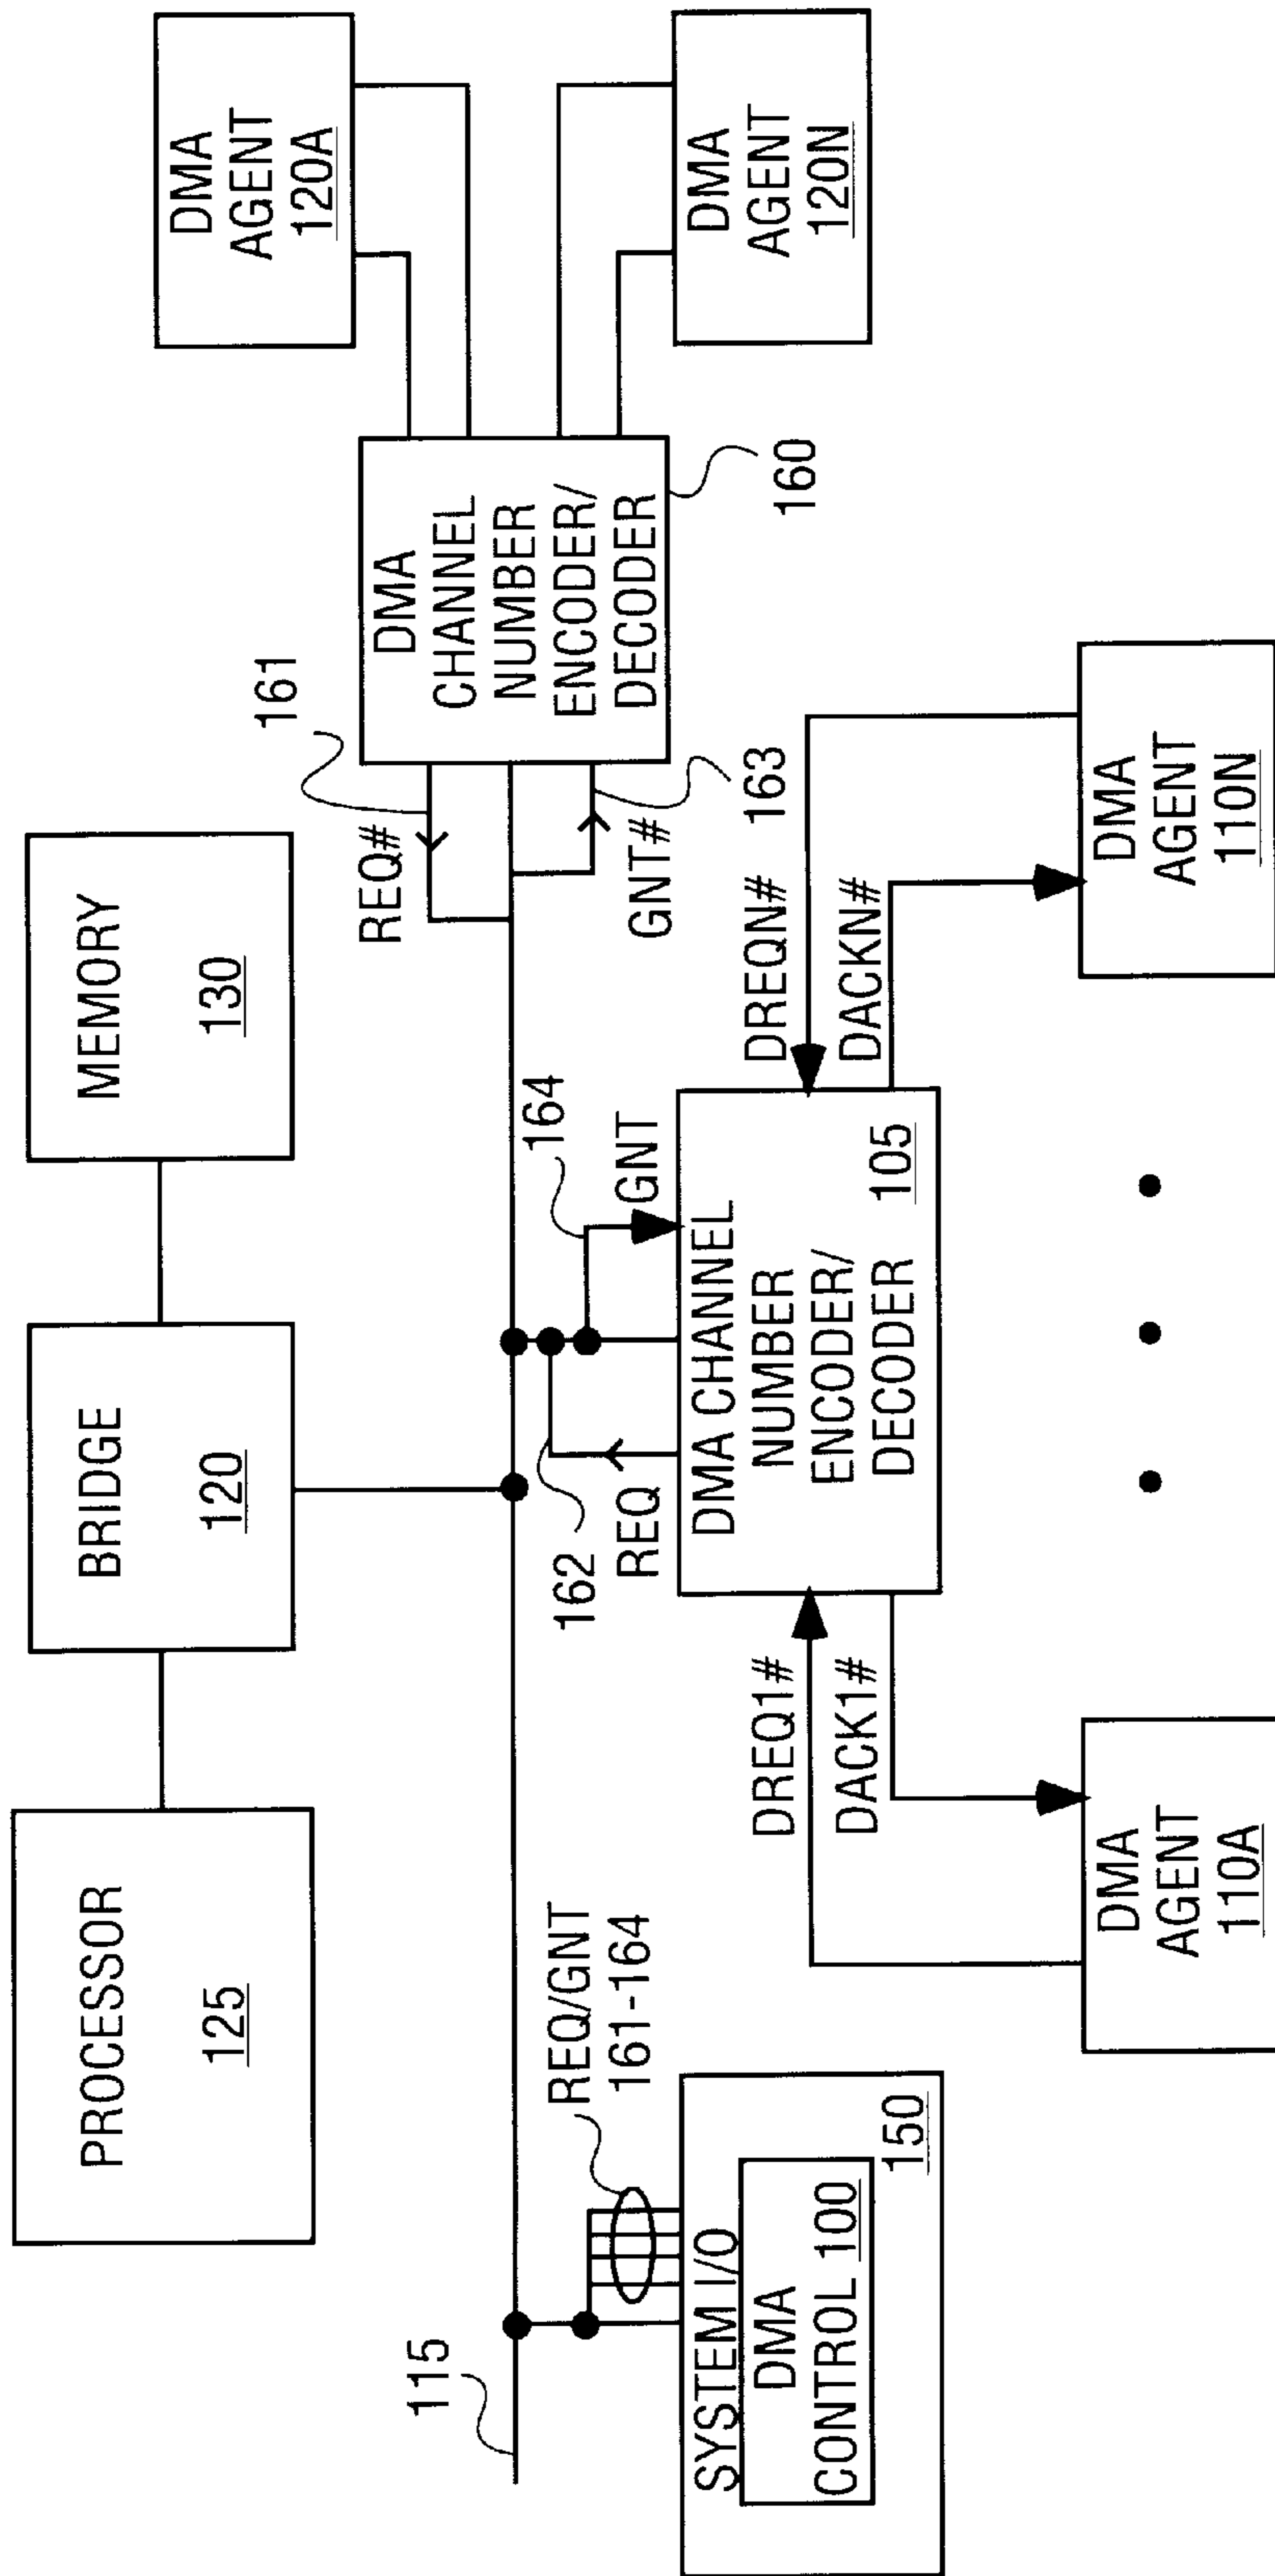 PROCESSOR
125
BRIDGE
120
MEMORY
130
DMA
AGENT
120A
115
REQ/GNT
161-164
162
REQ
164
GNT
REQ#
161
GNT#
163
DMA
CHANNEL
NUMBER
ENCODER/
DECODER
160
DMA
AGENT
120N
SYSTEM I/O
DMA
CONTROL 100
150
DREQ1#
DACK1#
DMA CHANNEL
NUMBER
ENCODER/
DECODER 105
DREQN#
DACKN#
DMA
AGENT
110A
DMA
AGENT
110N